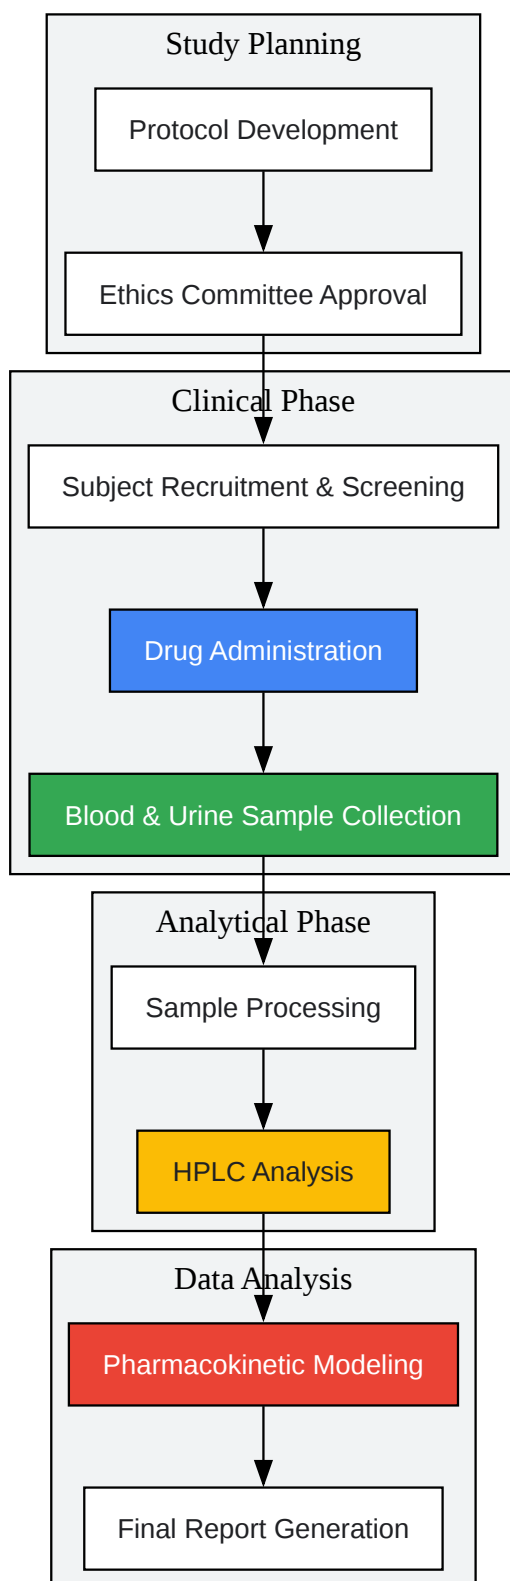 Study Planning
Protocol Development
Ethics Committee Approval
Clinical Phase
Subject Recruitment & Screening
Drug Administration
Blood & Urine Sample Collection
Analytical Phase
Sample Processing
HPLC Analysis
Data Analysis
Pharmacokinetic Modeling
Final Report Generation